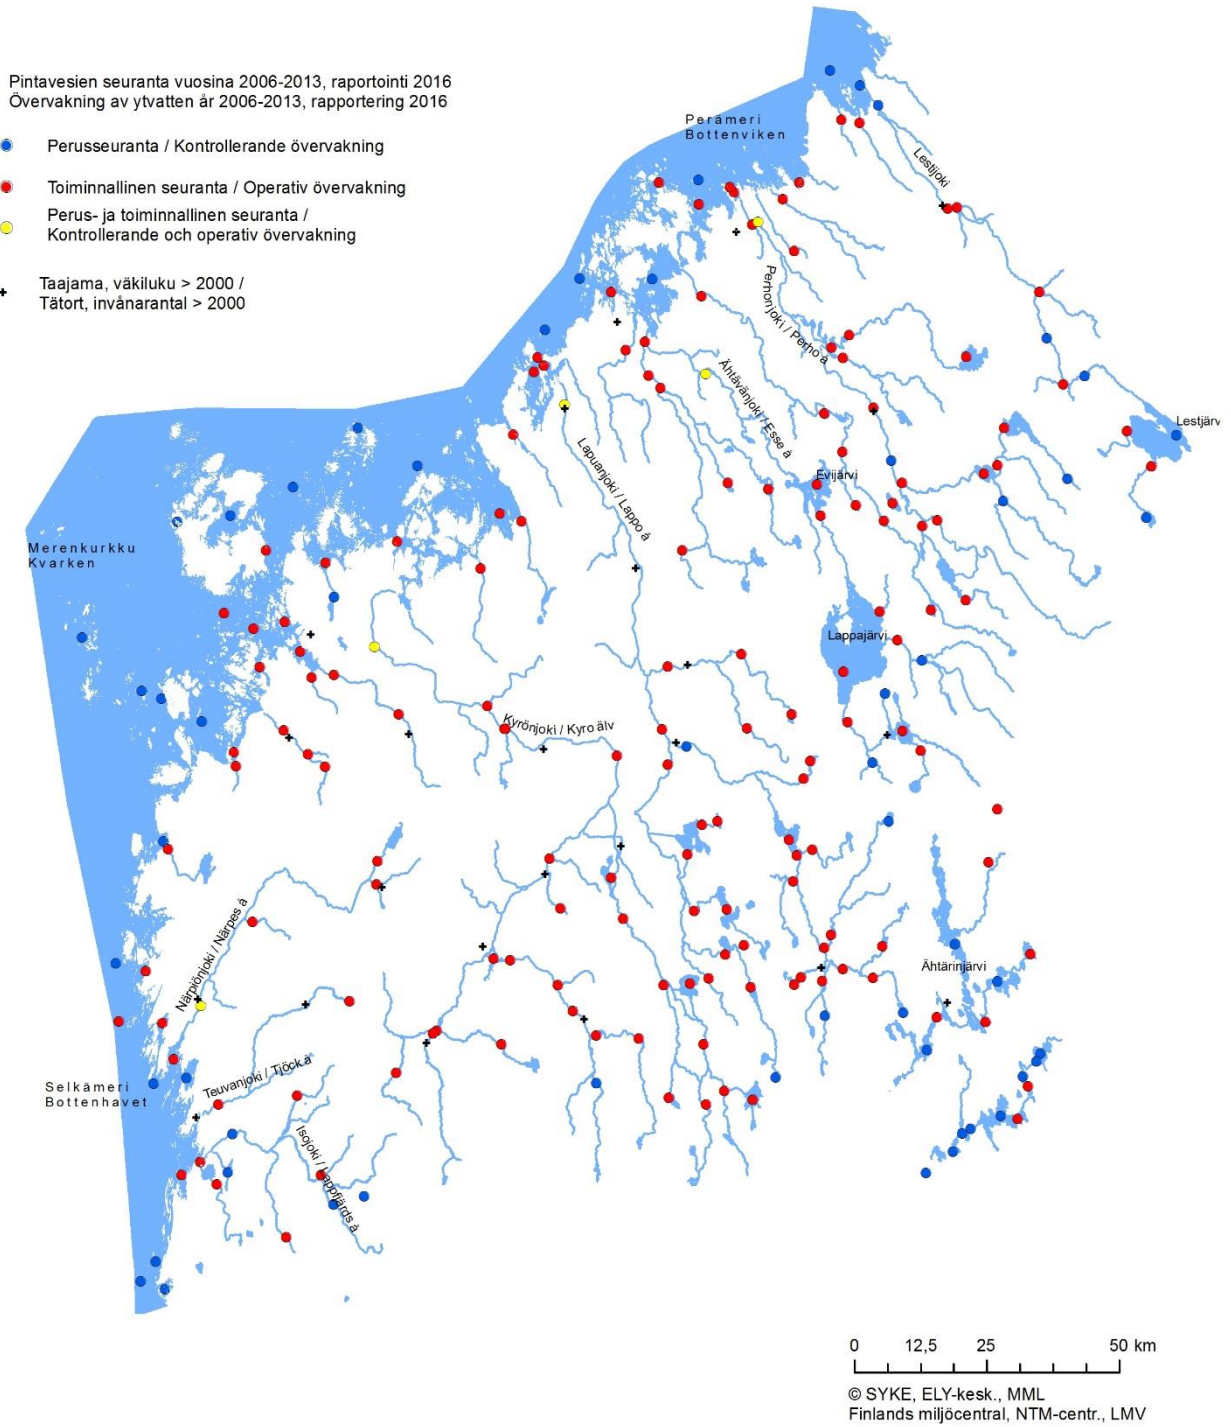 Pintavesien seuranta vuosina 2006-2013, raportointi 2016
Övervakning av ytvatten år 2006-2013, rapportering 2016
Perusseuranta / Kontrollerande övervakning
Toiminnallinen seuranta / Operativ övervakning
Perus- ja toiminnallinen seuranta /
Kontrollerande och operativ övervakning
Taajama, väkiluku > 2000 /
Tätort, invånarantal > 2000
Perämeri
Bottenviken
Lestijoki
Perhonjoki / Perho å
Ähtävänjoki / Esse å
Lestjärv
Lapuanjoki / Lappo å
Evijärvi
Merenkurkku
Kvarken
Lappajärvi
Kyrönjoki / Kyro älv
Närpiönjoki / Närpes å
Ähtärinjärvi
Teuvanjoki / Tjöck å
Selkämeri
Bottenhavet
Isojoki / Lappfjärds å
0 12,5 25 50 km
© SYKE, ELY-kesk., MML
Finlands miljöcentral, NTM-centr., LMV